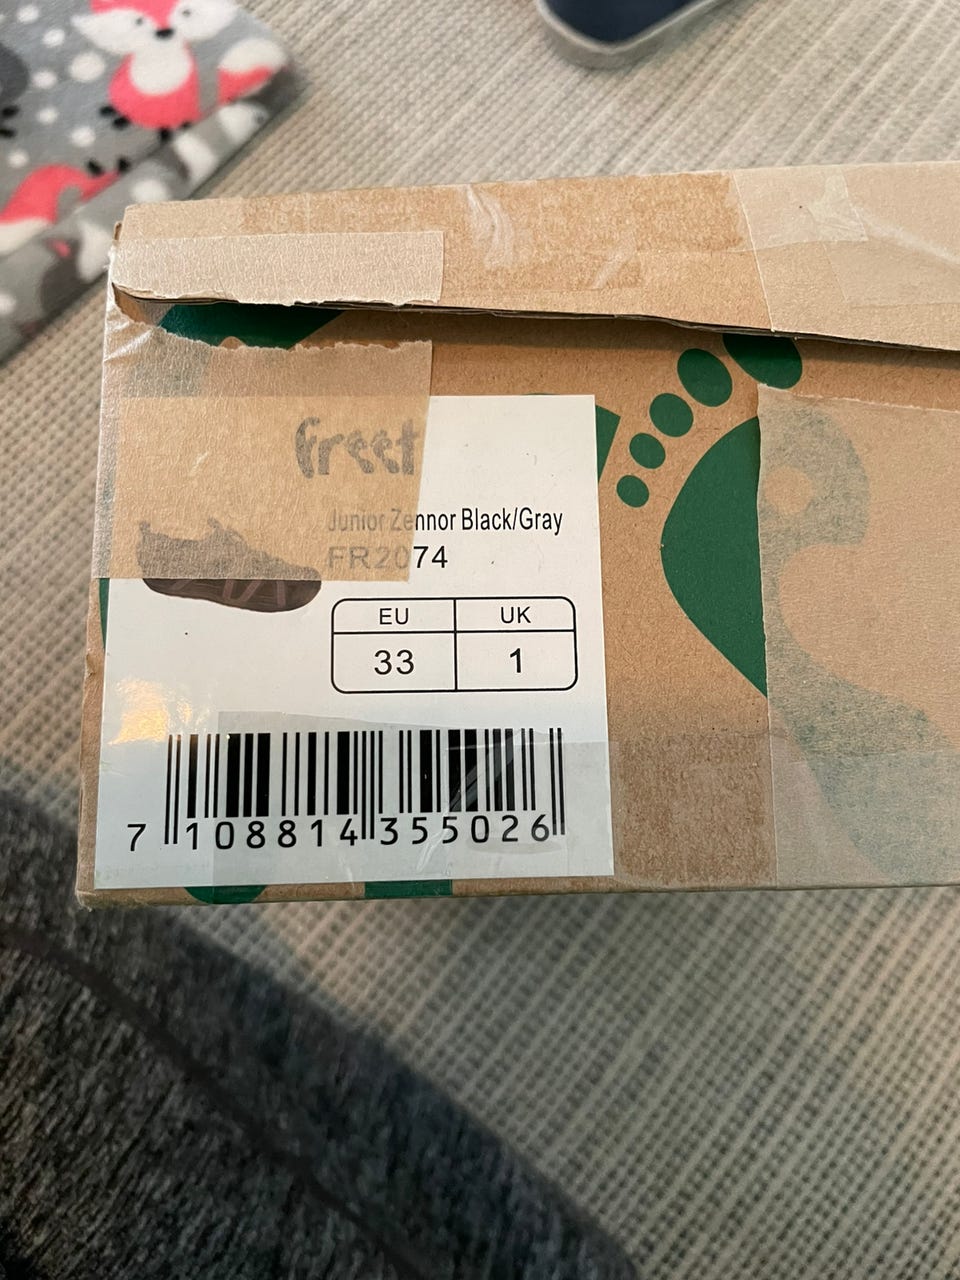 freet
Junior Zennor Black/Gray
FR2074
EU UK
33 1
7 108814 355026